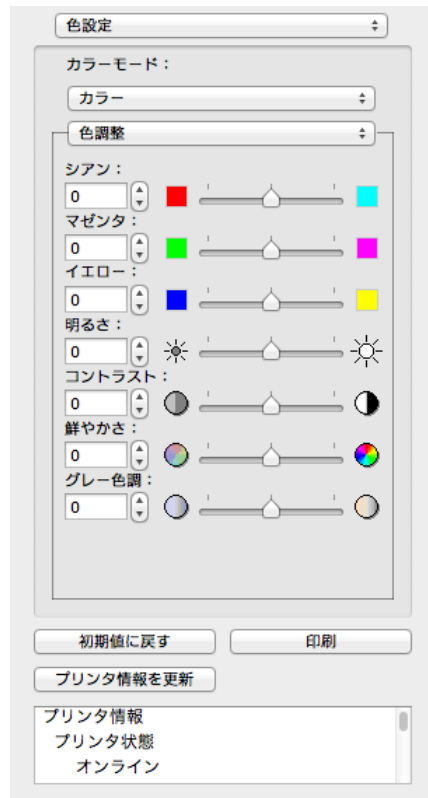 色設定
カラーモード：
カラー
色調整
シアン：
0
マゼンタ：
0
イエロー：
0
明るさ：
0
コントラスト：
0
鮮やかさ：
0
グレー色調：
0
初期値に戻す 印刷
プリンタ情報を更新
プリンタ情報
プリンタ状態
オンライン